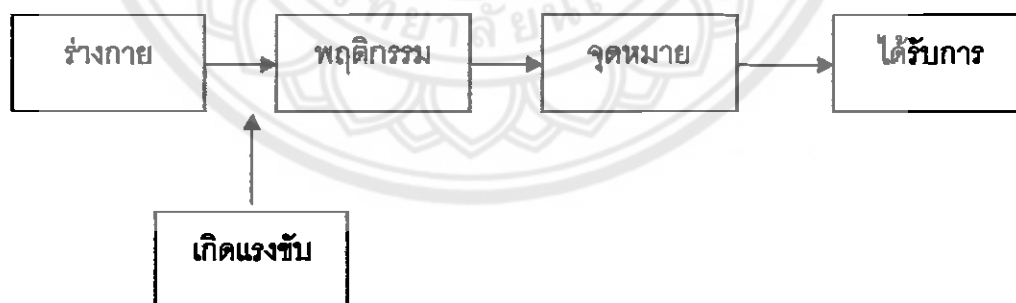 ร่างกาย
พฤติกรรม
จุดหมาย
ได้รับการ
เกิดแรงขับ